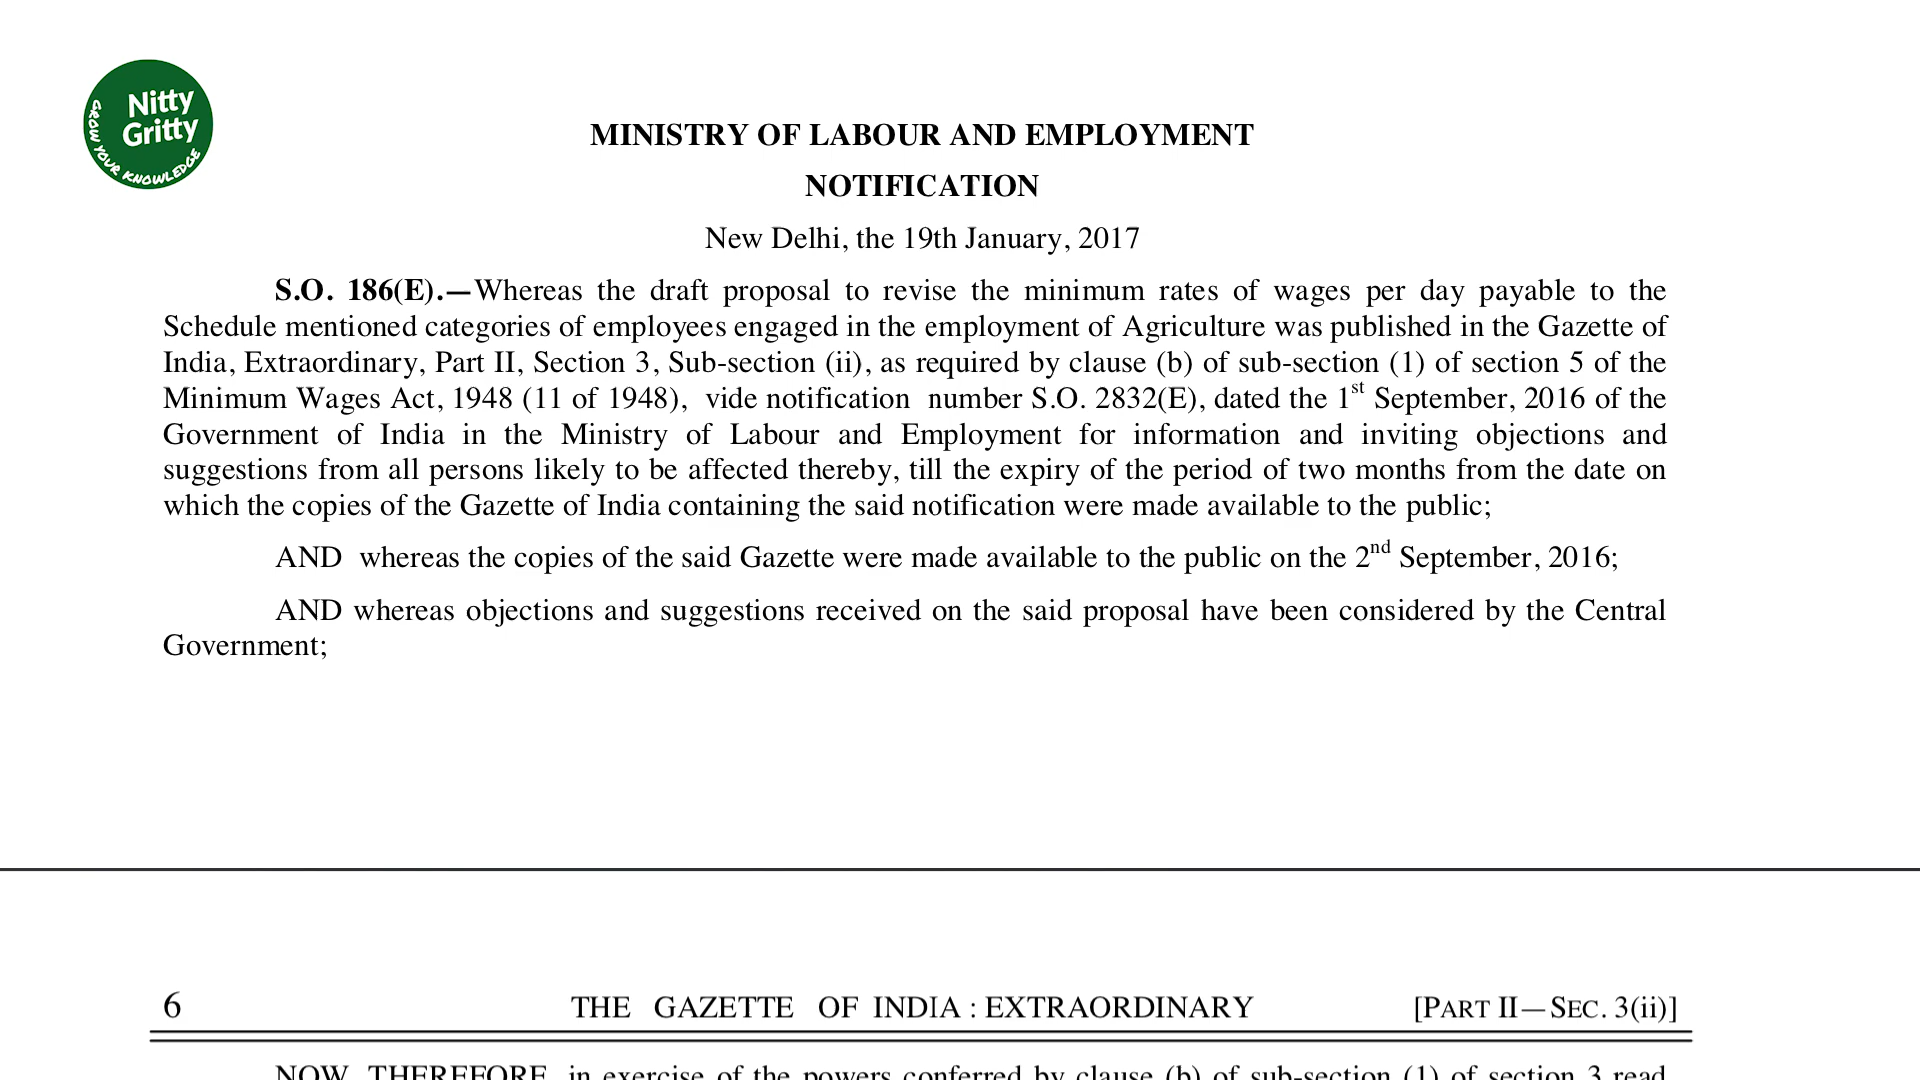 Nitty
Gritty
GROW YOUR KNOWLEDGE
MINISTRY OF LABOUR AND EMPLOYMENT
NOTIFICATION
New Delhi, the 19th January, 2017
S.O. 186(E).—Whereas the draft proposal to revise the minimum rates of wages per day payable to the
Schedule mentioned categories of employees engaged in the employment of Agriculture was published in the Gazette of
India, Extraordinary, Part II, Section 3, Sub-section (ii), as required by clause (b) of sub-section (1) of section 5 of the
Minimum Wages Act, 1948 (11 of 1948), vide notification number S.O. 2832(E), dated the 1st September, 2016 of the
Government of India in the Ministry of Labour and Employment for information and inviting objections and
suggestions from all persons likely to be affected thereby, till the expiry of the period of two months from the date on
which the copies of the Gazette of India containing the said notification were made available to the public;
AND whereas the copies of the said Gazette were made available to the public on the 2nd September, 2016;
AND whereas objections and suggestions received on the said proposal have been considered by the Central
Government;
6 THE GAZETTE OF INDIA : EXTRAORDINARY [PART II—SEC. 3(ii)]
NOW, THEREFORE, in exercise of the powers conferred by clause (b) of sub-section (1) of section 3 read